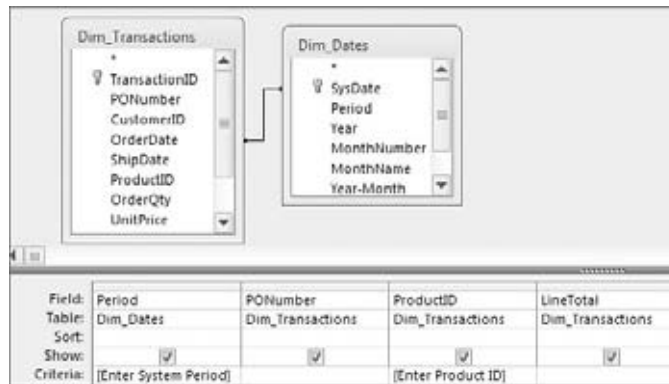 Dim_Transactions
*
TransactionID
PONumber
CustomerID
OrderDate
ShipDate
ProductID
OrderQty
UnitPrice
Dim_Dates
*
SysDate
Period
Year
MonthNumber
MonthName
Year-Month
Field: Period PONumber ProductID LineTotal
Table: Dim_Dates Dim_Transactions Dim_Transactions Dim_Transactions
Sort:
Show:
Criteria: [Enter System Period] [Enter Product ID]